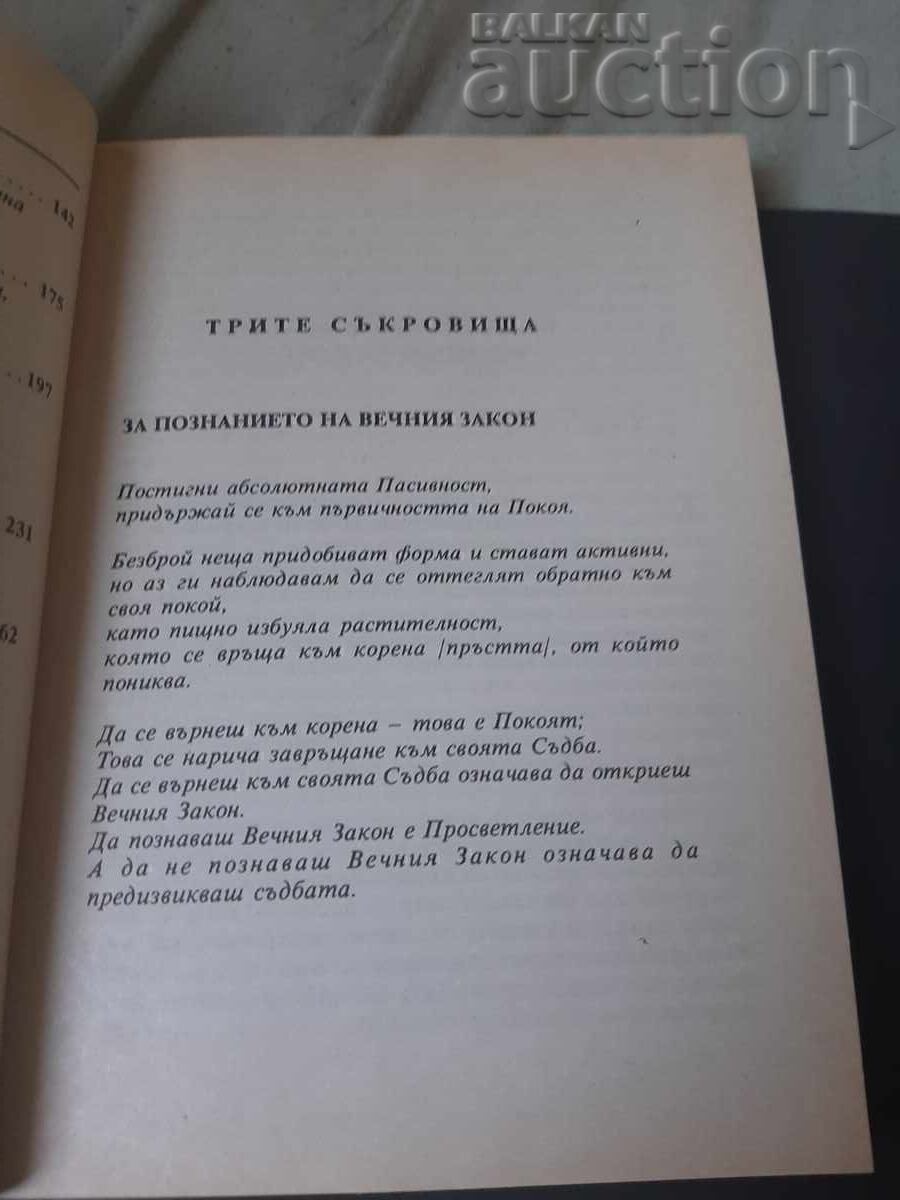 BALKAN
auction
142
175
197
231
62
ТРИТЕ СЪКРОВИЩА
ЗА ПОЗНАНИЕТО НА ВЕЧНИЯ ЗАКОН
Постигни абсолютната Пасивност,
придържай се към първичността на Покоя.
Безброй неща придобиват форма и стават активни,
но аз ги наблюдавам да се оттеглят обратно към
своя покой,
като пищно избуяла растителност,
която се връща към корена |пръстта|, от който
пониква.
Да се върнеш към корена – това е Покоят;
Това се нарича завръщане към своята Съдба.
Да се върнеш към своята Съдба означава да откриеш
Вечния Закон.
Да познаваш Вечния Закон е Просветление.
А да не познаваш Вечния Закон означава да
предизвикваш съдбата.